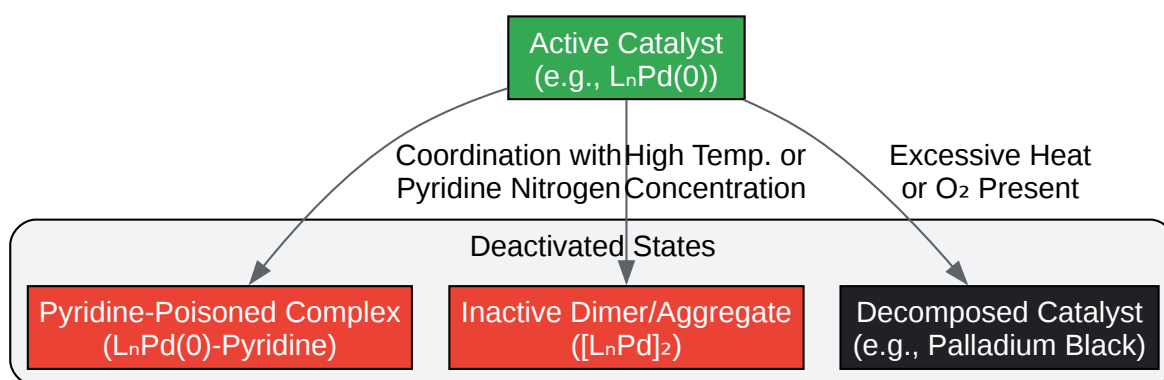 Active Catalyst
(e.g., LₙPd(0))
Coordination with
Pyridine Nitrogen
High Temp. or
Concentration
Excessive Heat
or O₂ Present
Deactivated States
Pyridine-Poisoned Complex
(LₙPd(0)-Pyridine)
Inactive Dimer/Aggregate
([LₙPd]₂)
Decomposed Catalyst
(e.g., Palladium Black)